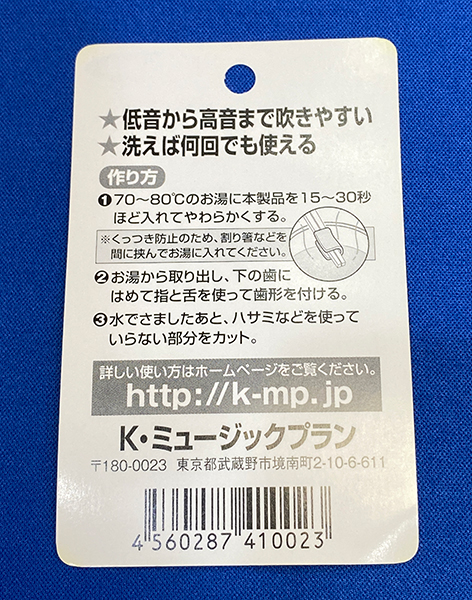 ★低音から高音まで吹きやすい
★洗えば何回でも使える
作り方
❶70～80℃のお湯に本製品を15～30秒
ほど入れてやわらかくする。
※くっつき防止のため、割り箸などを
間に挟んでお湯に入れてください。
❷お湯から取り出し、下の歯に
はめて指と舌を使って歯形を付ける。
❸水でさましたあと、ハサミなどを使って
いらない部分をカット。
詳しい使い方はホームページをご覧ください。
http://k-mp.jp
K・ミュージックプラン
〒180-0023 東京都武蔵野市境南町2-10-6-611
4 560287 410023